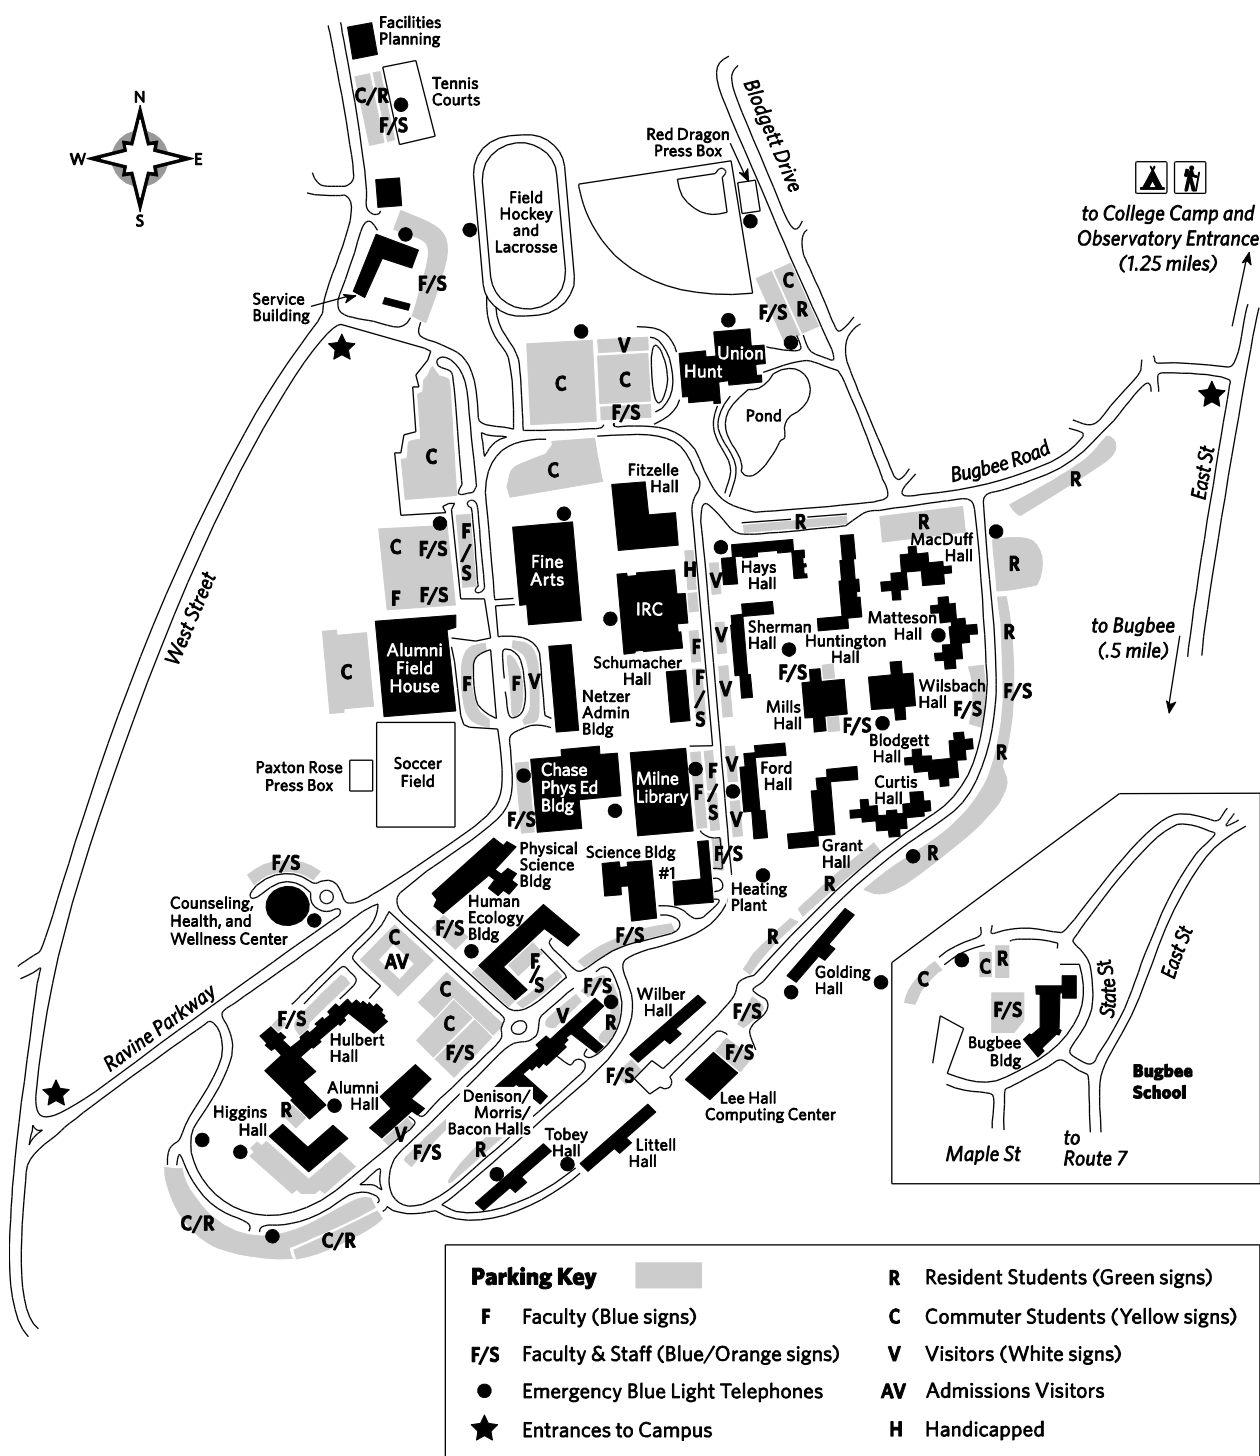 Facilities
Planning
C/R
F/S
Tennis
Courts
N
W
E
S
Blodgett Drive
Red Dragon
Press Box
Field
Hockey
and
Lacrosse
to College Camp and
Observatory Entrance
(1.25 miles)
F/S
Service
Building
C
F/S
R
V
C
C
F/S
Union
Hunt
Pond
C
C
Fitzelle
Hall
Bugbee Road
R
East St
R
R
MacDuff
Hall
R
C
F/S
F
/
S
F
F/S
Fine
Arts
H
V
Hays
Hall
IRC
West Street
Alumni
Field
House
C
F
F
V
Netzer
Admin
Bldg
Schumacher
Hall
F
V
F
/
S
V
Sherman
Hall
Huntington
Hall
Matteson
Hall
R
to Bugbee
(.5 mile)
F/S
Mills
Hall
F/S
Wilsbach
Hall
F/S
F/S
Blodgett
Hall
R
Paxton Rose
Press Box
Soccer
Field
Chase
Phys Ed
Bldg
F/S
Milne
Library
F
F
/
S
V
V
Ford
Hall
Curtis
Hall
Grant
Hall
R
R
F/S
Physical
Science
Bldg
Science Bldg
#1
F/S
Heating
Plant
Counseling,
Health, and
Wellness Center
Human
Ecology
Bldg
F/S
F/S
R
C
AV
F
/
S
C
C
F/S
F/S
V
R
Wilber
Hall
Golding
Hall
F/S
F/S
F/S
Lee Hall
Computing Center
Ravine Parkway
F/S
Hulbert
Hall
R
Alumni
Hall
Higgins
Hall
V
F/S
Denison/
Morris/
Bacon Halls
R
Tobey
Hall
Littell
Hall
C/R
C/R
C
C
R
F/S
Bugbee
Bldg
State St
East St
Bugbee
School
Maple St
to
Route 7
Parking Key
F Faculty (Blue signs)
F/S Faculty & Staff (Blue/Orange signs)
Emergency Blue Light Telephones
Entrances to Campus
R Resident Students (Green signs)
C Commuter Students (Yellow signs)
V Visitors (White signs)
AV Admissions Visitors
H Handicapped